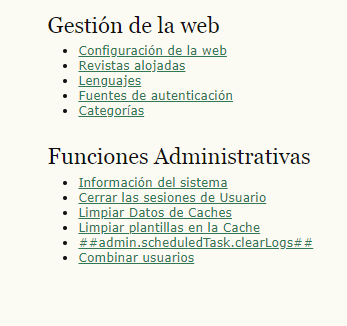 Gestión de la web
Configuración de la web
Revistas alojadas
Lenguajes
Fuentes de autenticación
Categorías
Funciones Administrativas
Información del sistema
Cerrar las sesiones de Usuario
Limpiar Datos de Caches
Limpiar plantillas en la Cache
##admin.scheduledTask.clearLogs##
Combinar usuarios